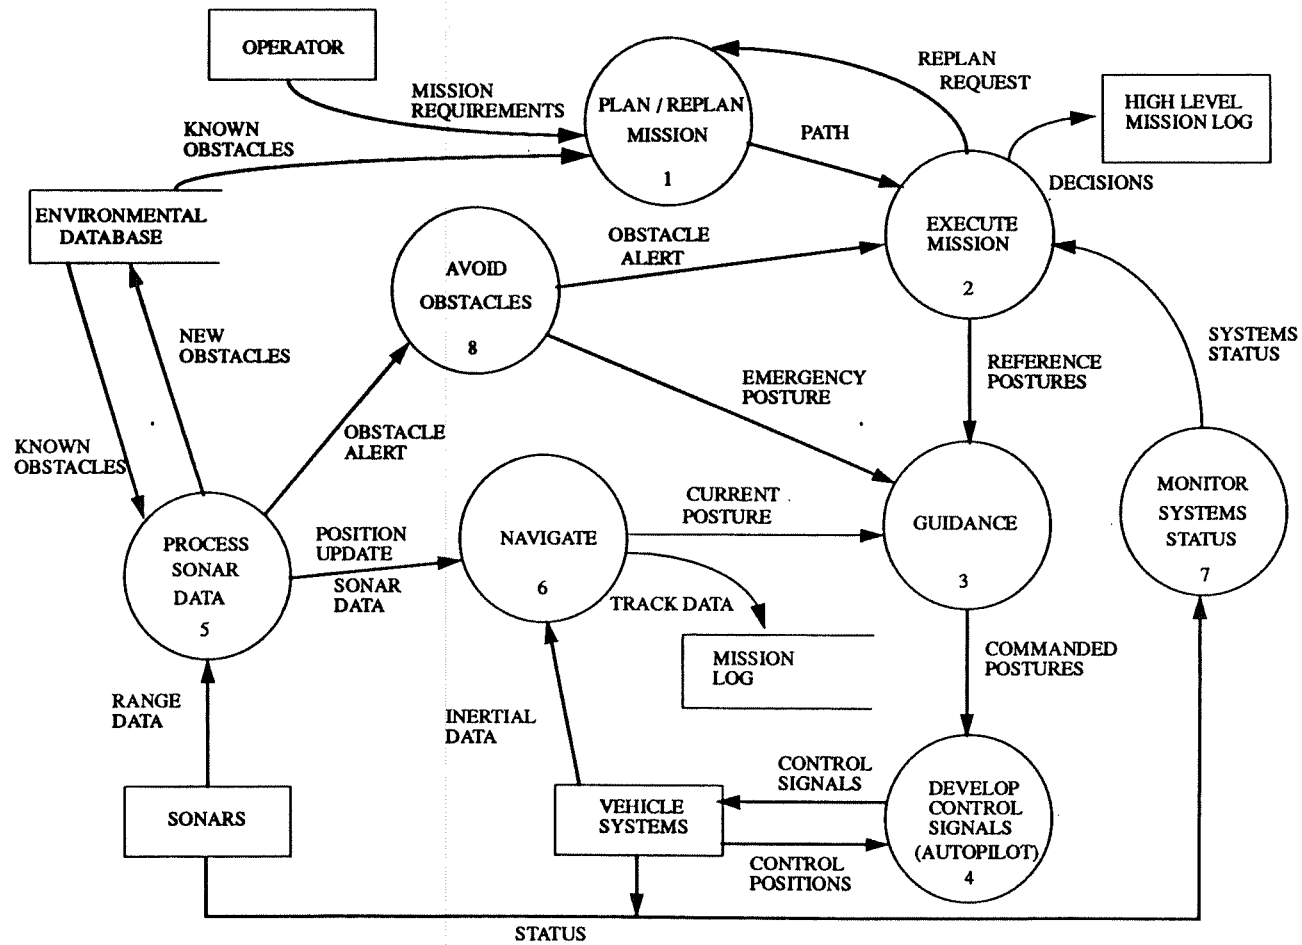 OPERATOR
MISSION
REQUIREMENTS
KNOWN
OBSTACLES
PLAN / REPLAN
MISSION
1
REPLAN
REQUEST
PATH
HIGH LEVEL
MISSION LOG
DECISIONS
ENVIRONMENTAL
DATABASE
EXECUTE
MISSION
2
OBSTACLE
ALERT
AVOID
OBSTACLES
8
NEW
OBSTACLES
SYSTEMS
STATUS
REFERENCE
POSTURES
EMERGENCY
POSTURE
OBSTACLE
ALERT
KNOWN
OBSTACLES
MONITOR
SYSTEMS
STATUS
7
CURRENT
POSTURE
GUIDANCE
3
NAVIGATE
6
POSITION
UPDATE
SONAR
DATA
PROCESS
SONAR
DATA
5
TRACK DATA
MISSION
LOG
COMMANDED
POSTURES
RANGE
DATA
INERTIAL
DATA
CONTROL
SIGNALS
SONARS
VEHICLE
SYSTEMS
DEVELOP
CONTROL
SIGNALS
(AUTOPILOT)
4
CONTROL
POSITIONS
STATUS